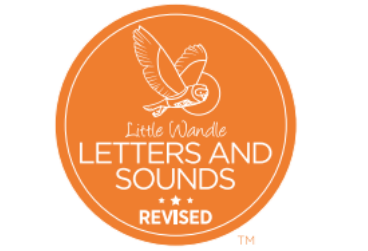 Little Wandle
LETTERS AND
SOUNDS
REVISED
TM